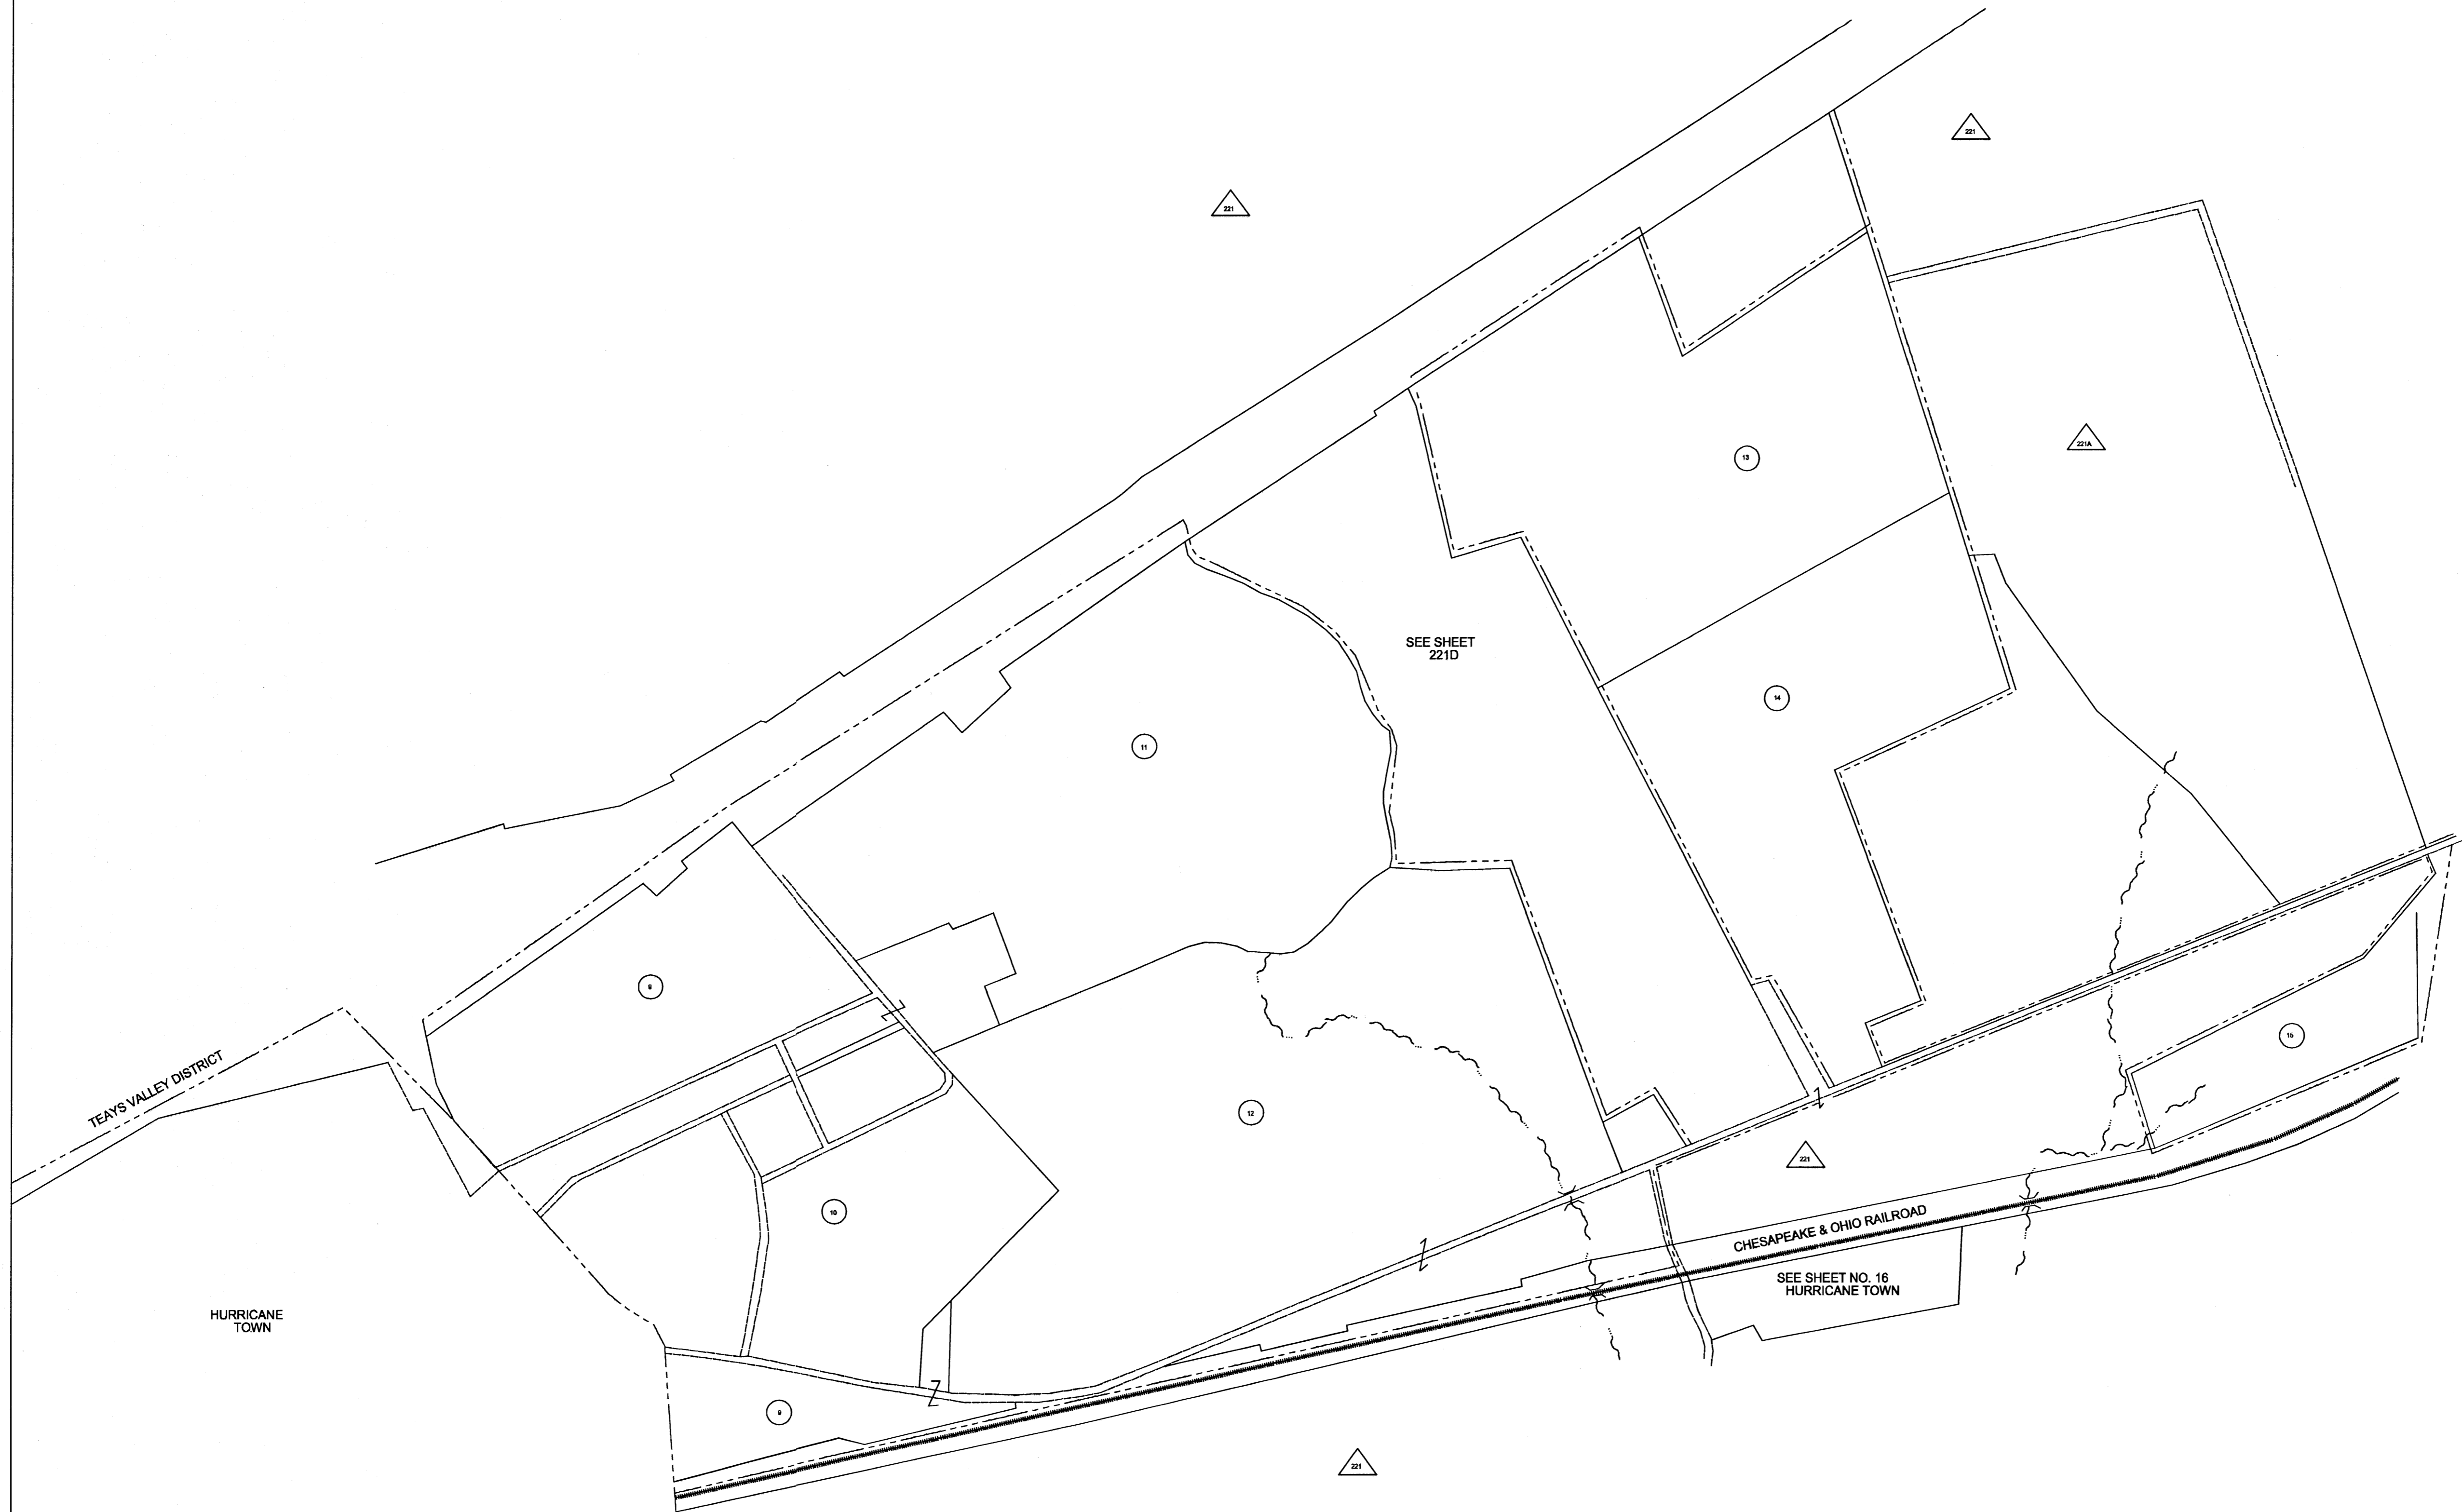 221
221
221A
13
SEE SHEET
221D
14
11
8
15
TEAYS VALLEY DISTRICT
12
221
10
CHESAPEAKE & OHIO RAILROAD
SEE SHEET NO. 16
HURRICANE TOWN
HURRICANE
TOWN
9
221